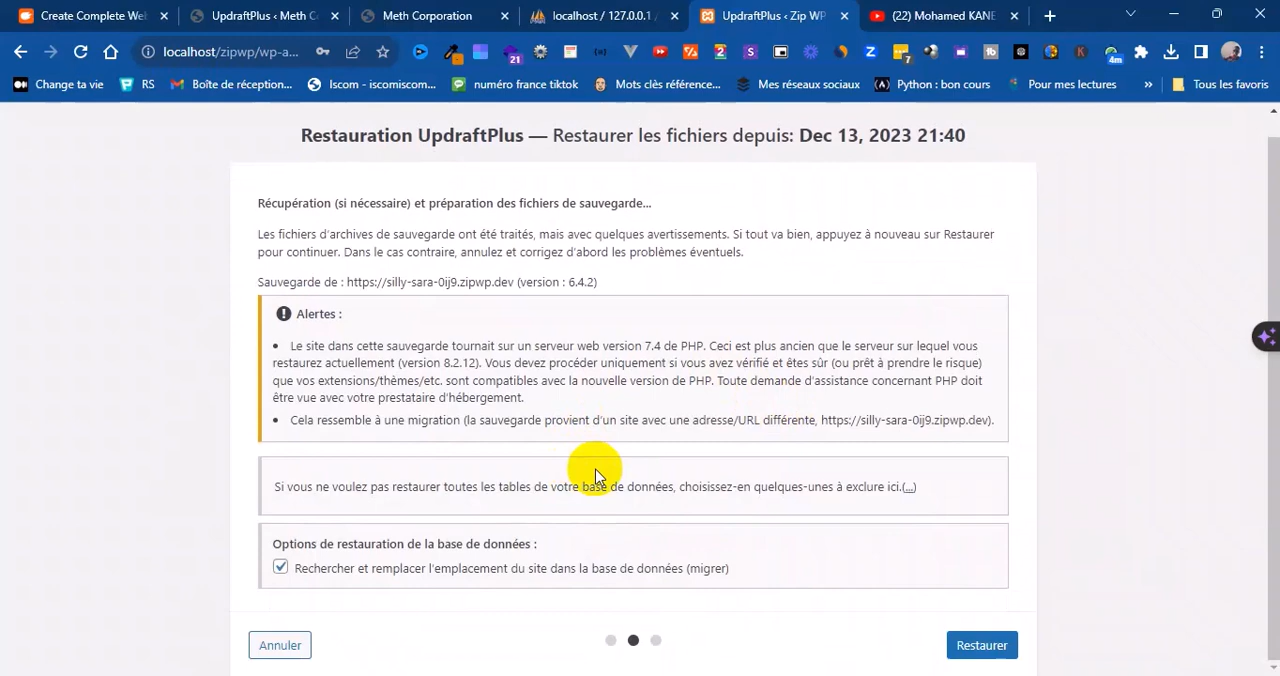 Create Complete Web
UpdraftPlus ‹ Meth C
Meth Corporation
localhost / 127.0.0.1 /
UpdraftPlus ‹ Zip WP
(22) Mohamed KANE
localhost/zipwp/wp-a...
21
2
S
Z
7
K
4m
Change ta vie
RS
Boîte de réception...
Iscom - iscomiscom...
numéro france tiktok
Mots clés référence...
Mes réseaux sociaux
Python : bon cours
Pour mes lectures
»
Tous les favoris
Restauration UpdraftPlus — Restaurer les fichiers depuis: Dec 13, 2023 21:40
Récupération (si nécessaire) et préparation des fichiers de sauvegarde...
Les fichiers d'archives de sauvegarde ont été traités, mais avec quelques avertissements. Si tout va bien, appuyez à nouveau sur Restaurer
pour continuer. Dans le cas contraire, annulez et corrigez d'abord les problèmes éventuels.
Sauvegarde de : https://silly-sara-0ij9.zipwp.dev (version : 6.4.2)
Alertes :
• Le site dans cette sauvegarde tournait sur un serveur web version 7.4 de PHP. Ceci est plus ancien que le serveur sur lequel vous
restaurez actuellement (version 8.2.12). Vous devez procéder uniquement si vous avez vérifié et êtes sûr (ou prêt à prendre le risque)
que vos extensions/thèmes/etc. sont compatibles avec la nouvelle version de PHP. Toute demande d'assistance concernant PHP doit
être vue avec votre prestataire d'hébergement.
• Cela ressemble à une migration (la sauvegarde provient d'un site avec une adresse/URL différente, https://silly-sara-0ij9.zipwp.dev).
Si vous ne voulez pas restaurer toutes les tables de votre base de données, choisissez-en quelques-unes à exclure ici.(...)
Options de restauration de la base de données :
Rechercher et remplacer l'emplacement du site dans la base de données (migrer)
Annuler
Restaurer